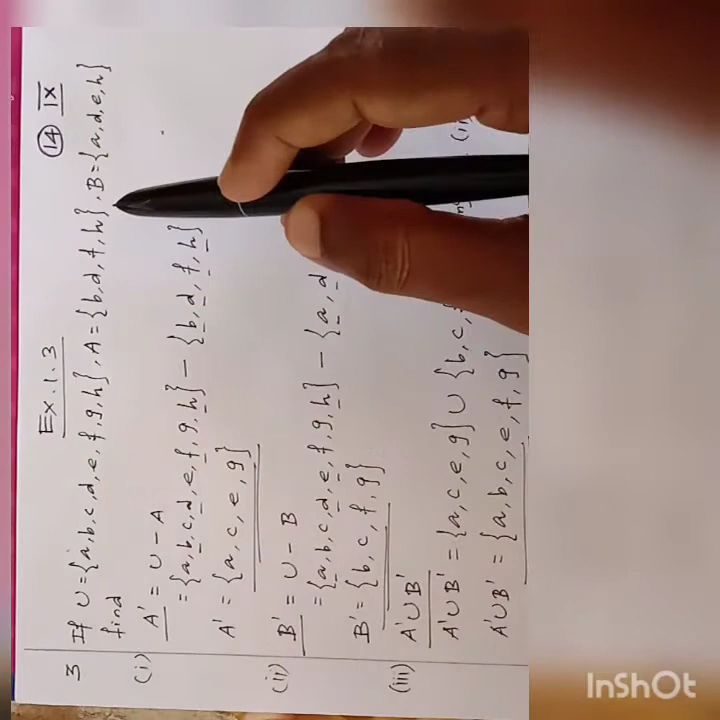 Ex. 1.3 (14) IX
3 If U = {a,b,c,d,e,f,g,h}, A = {b,d,f,h}, B = {a,d,e,h}
find
(i) A' = U - A
= {a,b,c,d,e,f,g,h} - {b,d,f,h}
A' = {a,c,e,g}
(ii) B' = U - B
= {a,b,c,d,e,f,g,h} - {a,d
B' = {b,c,f,g}
(iii) A'∪B'
A'∪B' = {a,c,e,g} ∪ {b,c,
A'∪B' = {a,b,c,e,f,g}
InShOt